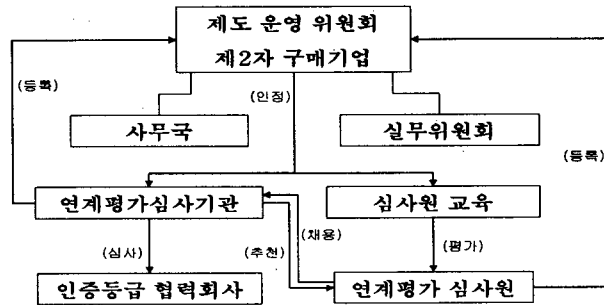 제도 운영 위원회
제2자 구매기업
(등록)
(인정)
사무국
실무위원회
(등록)
연계평가심사기관
심사원 교육
(채용)
(심사)
(추천)
(평가)
인증등급 협력회사
연계평가 심사원